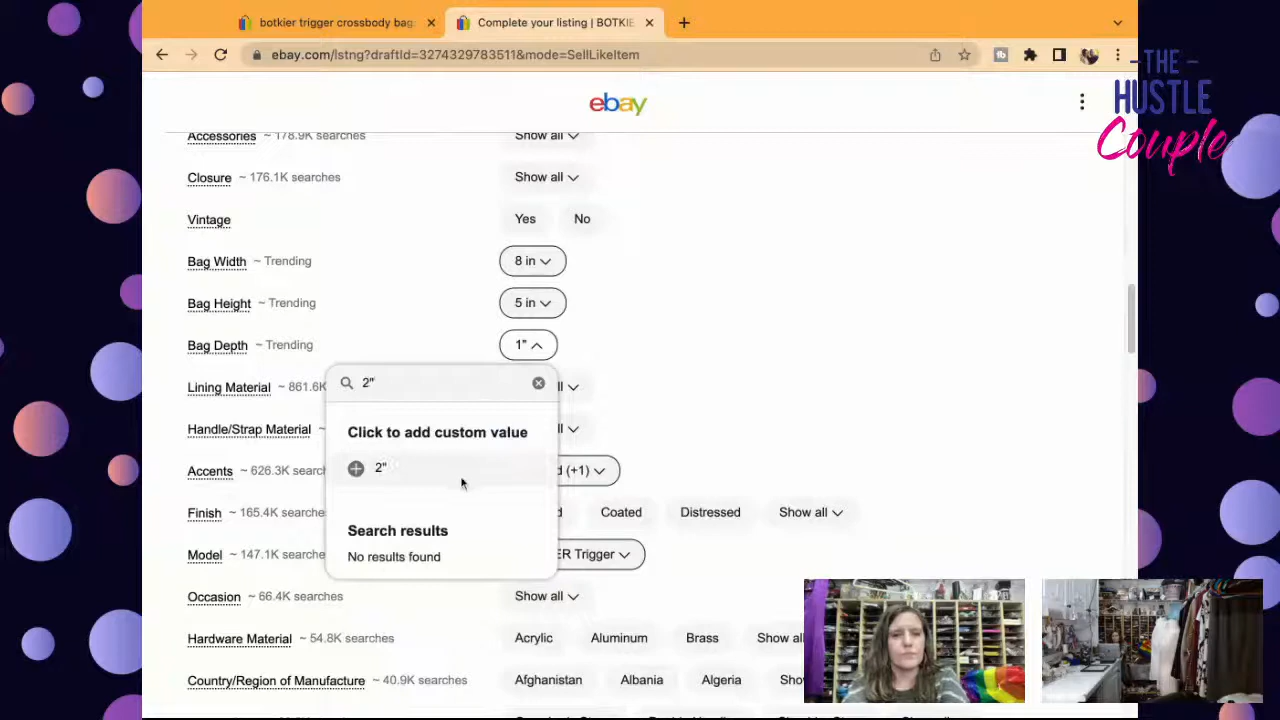 botkier trigger crossbody bag
Complete your listing | BOTKIE
ebay.com/lstng?draftId=3274329783511&mode=SellLikeItem
-THE-
HUSTLE
Couple
ebay
Accessories ~ 178.9K searches Show all
Closure ~ 176.1K searches Show all
Vintage Yes No
Bag Width ~ Trending 8 in
Bag Height ~ Trending 5 in
Bag Depth ~ Trending 1"
Lining Material ~ 861.6K
2"
Handle/Strap Material ~
Click to add custom value
Accents ~ 626.3K search (+1)
2"
Finish ~ 165.4K searches Coated Distressed Show all
Search results
Model ~ 147.1K searche ER Trigger
No results found
Occasion ~ 66.4K searches Show all
Hardware Material ~ 54.8K searches Acrylic Aluminum Brass Show all
Country/Region of Manufacture ~ 40.9K searches Afghanistan Albania Algeria Sho